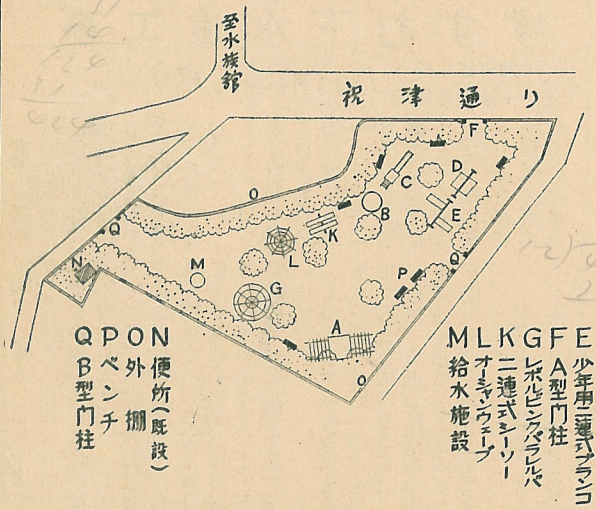 至水族館
祝津通り
F
D
C
E
B
O
K
Q
L
N
M
P
Q
G
A
O
E 少年用二連式ブランコ
F A型門柱
G レボルビングパラレルバ
K 二連式シーソー
L オーシャンウェーブ
M 給水施設
N 便所(既設)
O 外柵
P ベンチ
Q B型門柱